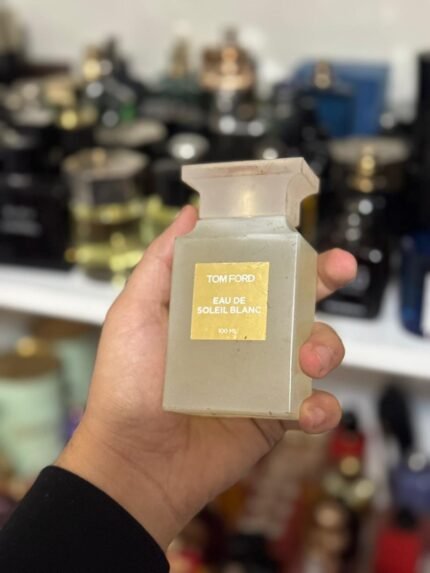 TOM FORD
EAU DE
SOLEIL BLANC
100 ML